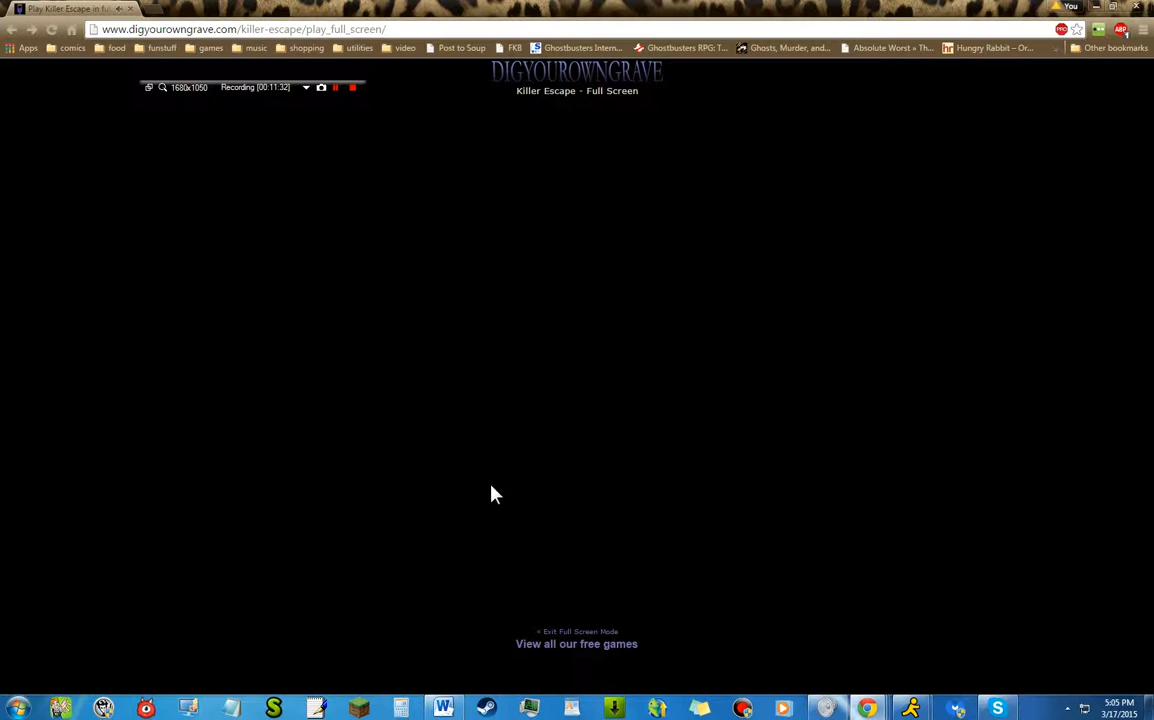 Play Killer Escape in fu
You
www.digyourowngrave.com/killer-escape/play_full_screen/
Apps comics food funstuff games music shopping utilities video Post to Soup FKB Ghostbusters Intern... Ghostbusters RPG: T... Ghosts, Murder, and... Absolute Worst » Th... Hungry Rabbit – Or... Other bookmarks
DIGYOUROWNGRAVE
1680x1050 Recording [00:11:32]
Killer Escape - Full Screen
« Exit Full Screen Mode
View all our free games
5:05 PM
3/17/2015